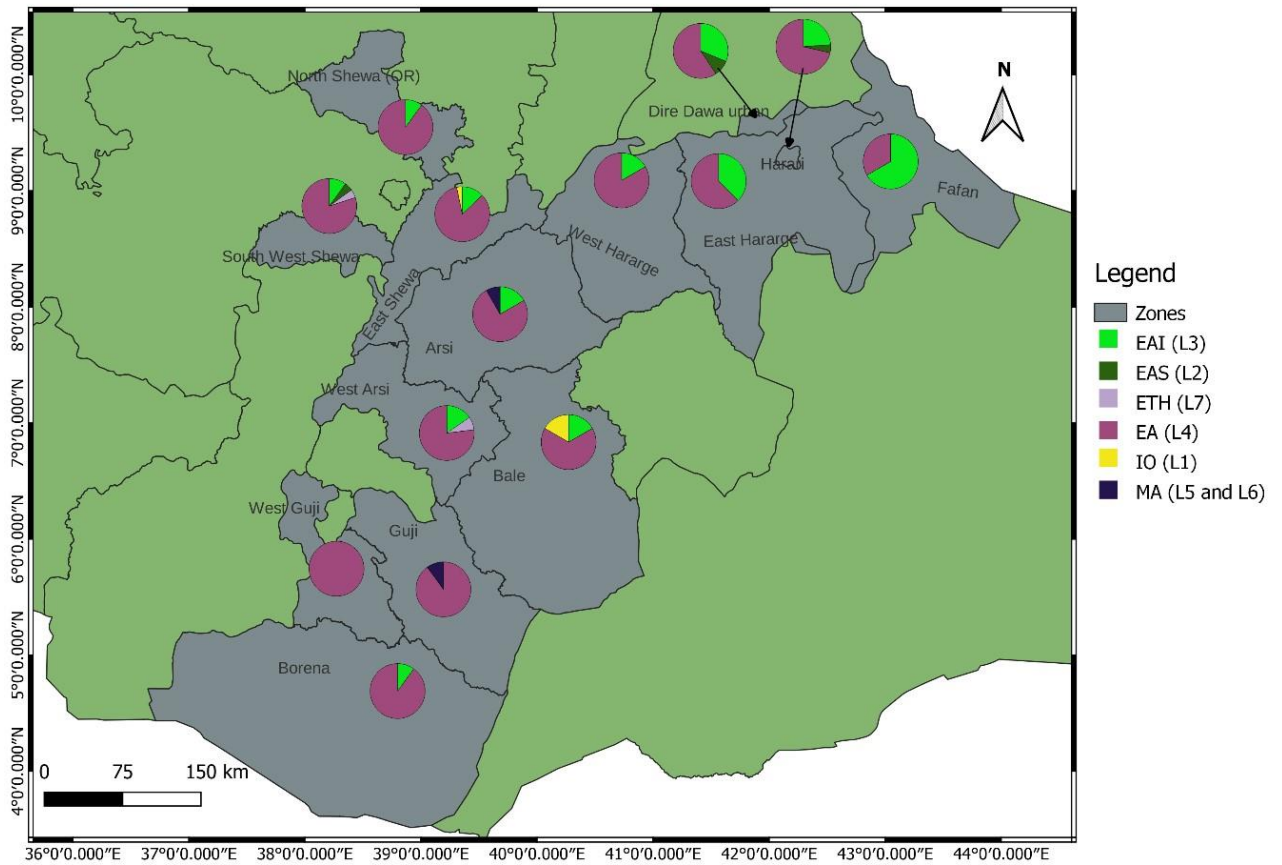 North Shewa (OR)
Dire Dawa urban
Harari
Fafan
West Hararge
East Hararge
South West Shewa
East Shewa
Arsi
West Arsi
Bale
West Guji
Guji
Borena
N
0 75 150 km
Legend
Zones
EAI (L3)
EAS (L2)
ETH (L7)
EA (L4)
IO (L1)
MA (L5 and L6)
10°0'0.000"N
9°0'0.000"N
8°0'0.000"N
7°0'0.000"N
6°0'0.000"N
5°0'0.000"N
4°0'0.000"N
36°0'0.000"E 37°0'0.000"E 38°0'0.000"E 39°0'0.000"E 40°0'0.000"E 41°0'0.000"E 42°0'0.000"E 43°0'0.000"E 44°0'0.000"E